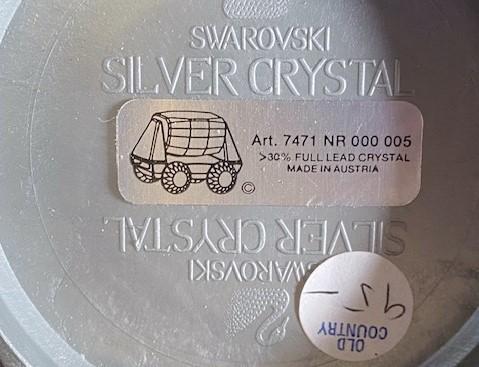 SWAROVSKI
SILVER CRYSTAL
Art. 7471 NR 000 005
>30% FULL LEAD CRYSTAL
MADE IN AUSTRIA
©
SILVER CRYSTAL
SWAROVSKI
95-
OLD
COUNTRY